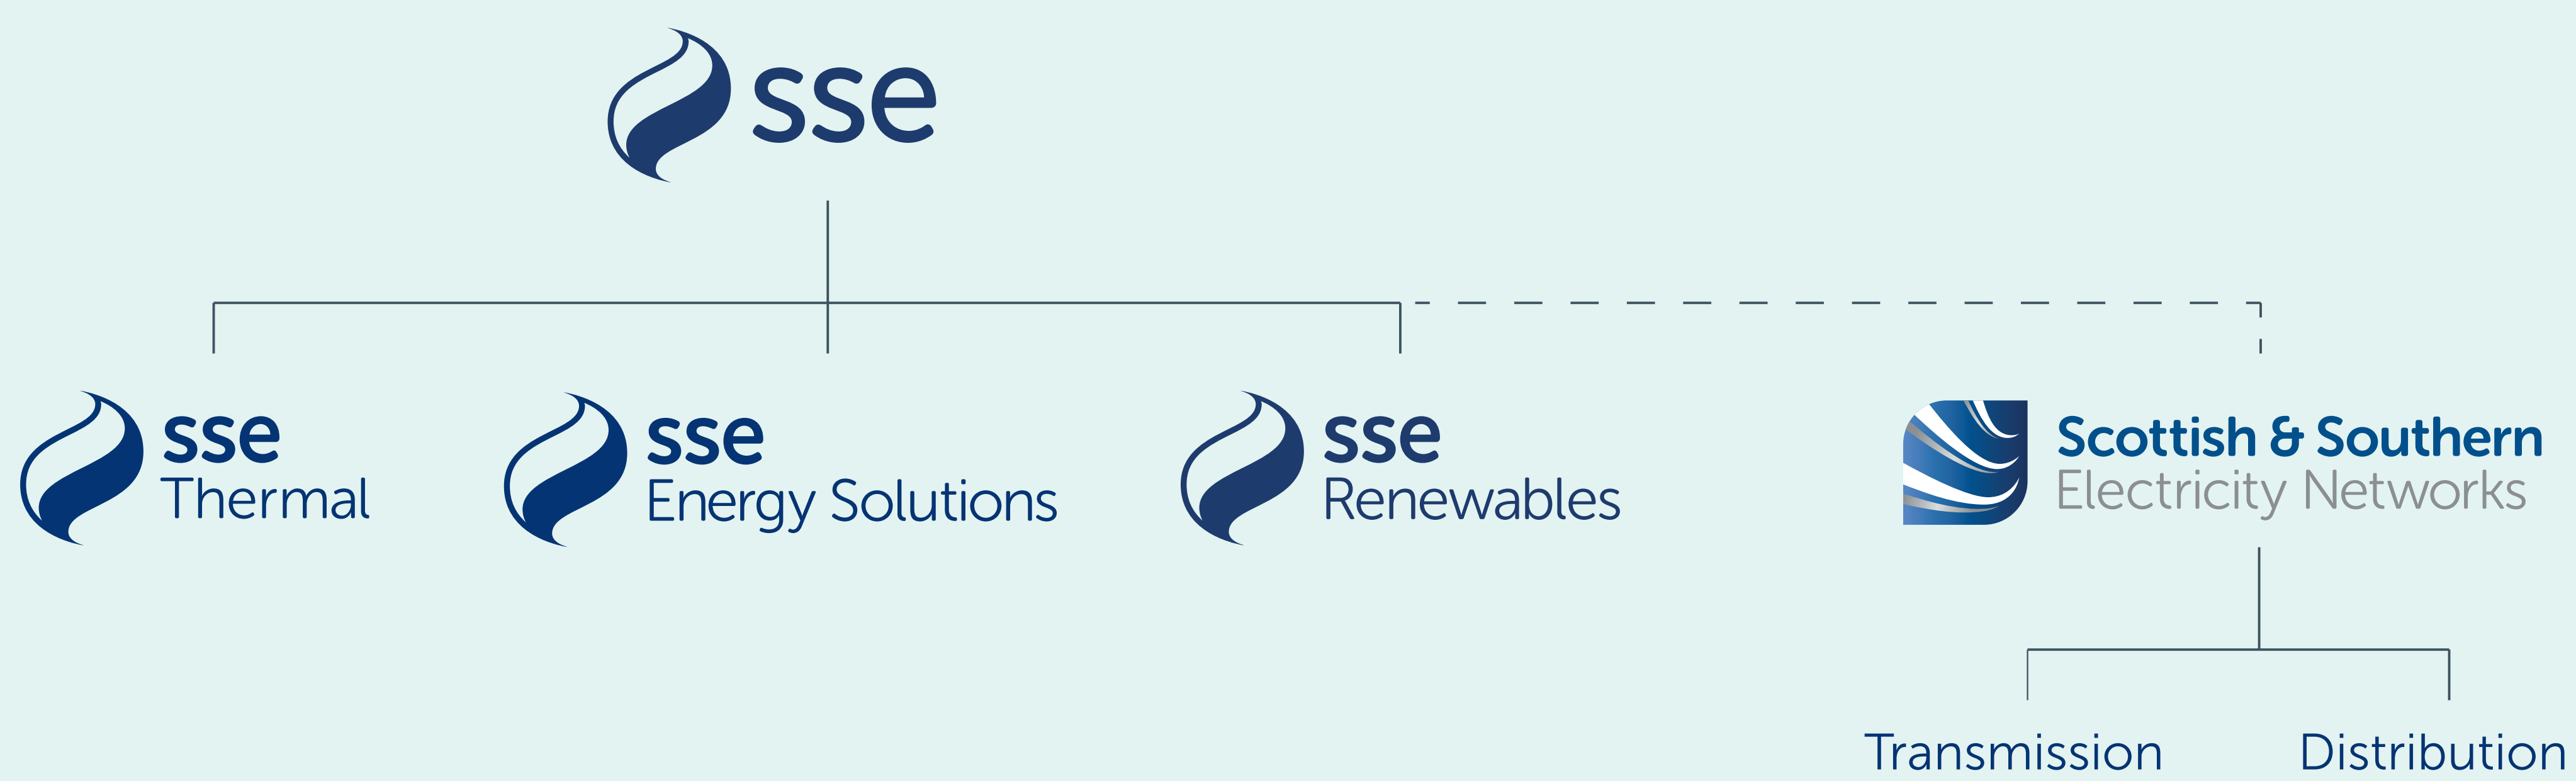 sse
sse
Thermal
sse
Energy Solutions
sse
Renewables
Scottish & Southern
Electricity Networks
Transmission
Distribution